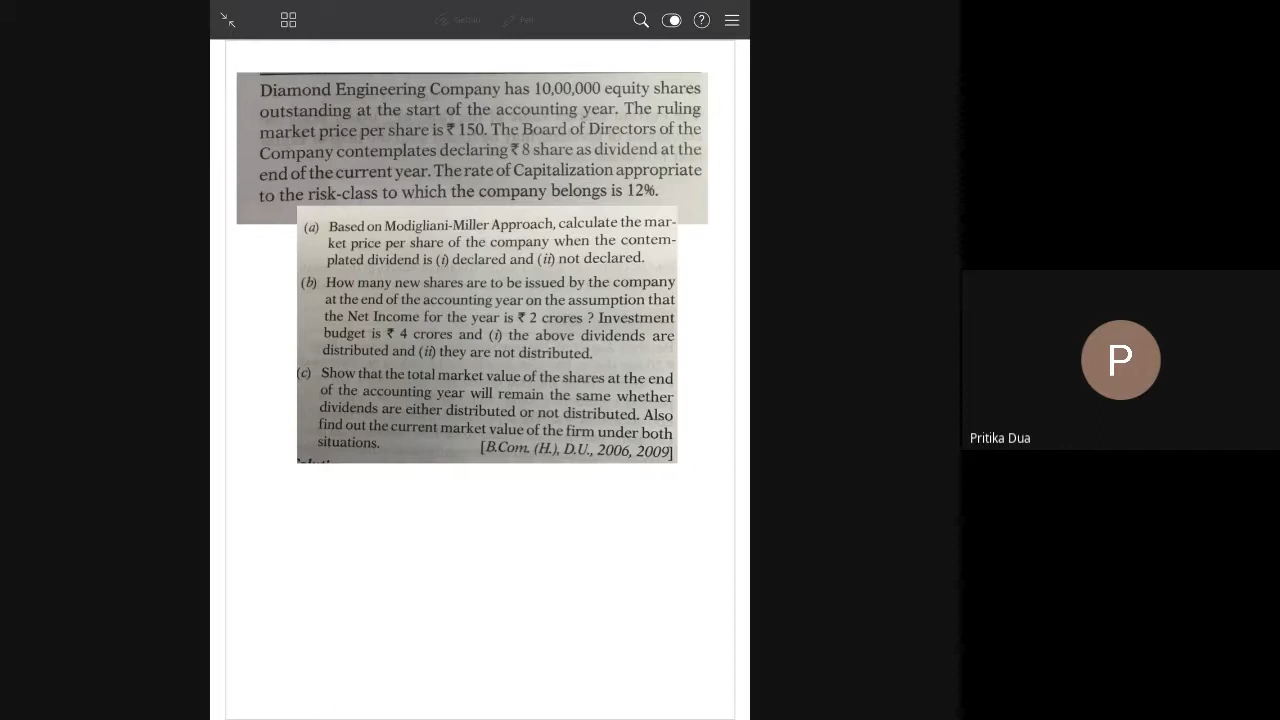 Diamond Engineering Company has 10,00,000 equity shares
outstanding at the start of the accounting year. The ruling
market price per share is ₹ 150. The Board of Directors of the
Company contemplates declaring ₹ 8 share as dividend at the
end of the current year. The rate of Capitalization appropriate
to the risk-class to which the company belongs is 12%.
(a) Based on Modigliani-Miller Approach, calculate the mar-
ket price per share of the company when the contem-
plated dividend is (i) declared and (ii) not declared.
(b) How many new shares are to be issued by the company
at the end of the accounting year on the assumption that
the Net Income for the year is ₹ 2 crores ? Investment
budget is ₹ 4 crores and (i) the above dividends are
distributed and (ii) they are not distributed.
(c) Show that the total market value of the shares at the end
of the accounting year will remain the same whether
dividends are either distributed or not distributed. Also
find out the current market value of the firm under both
situations. [B.Com. (H.), D.U., 2006, 2009]
P
Pritika Dua